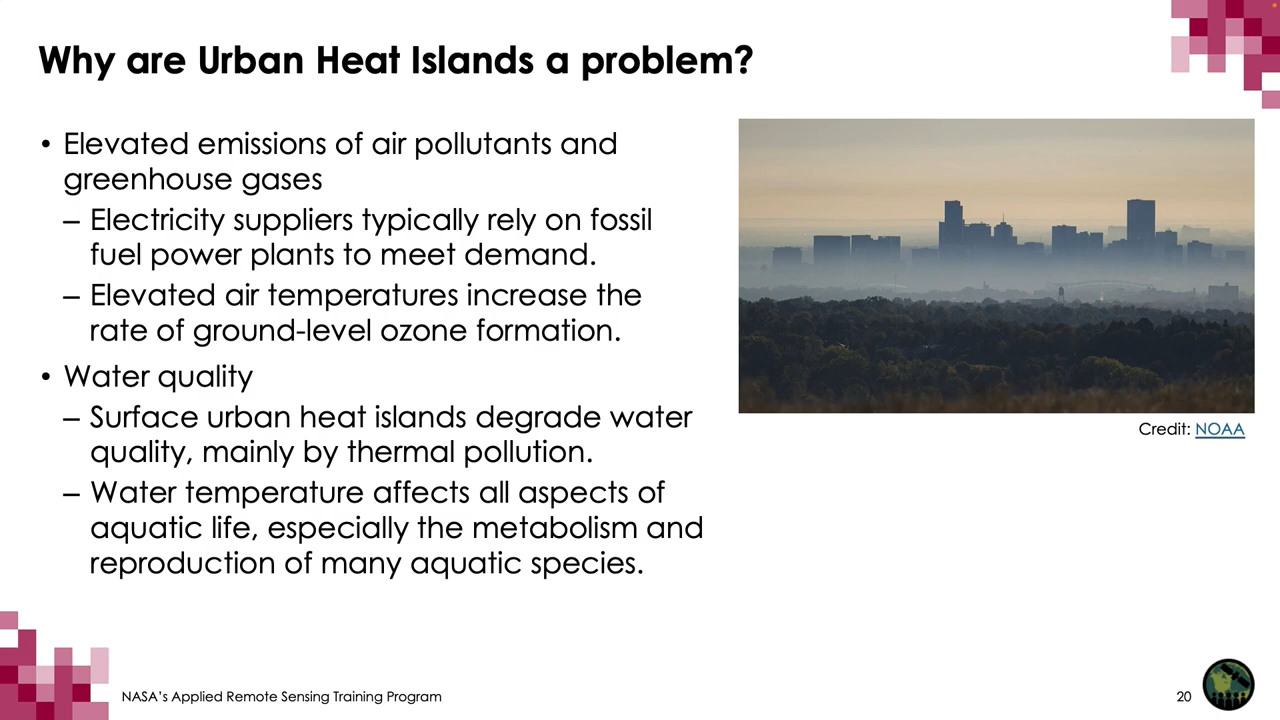 Why are Urban Heat Islands a problem?
• Elevated emissions of air pollutants and
greenhouse gases
– Electricity suppliers typically rely on fossil
fuel power plants to meet demand.
– Elevated air temperatures increase the
rate of ground-level ozone formation.
• Water quality
– Surface urban heat islands degrade water
quality, mainly by thermal pollution.
– Water temperature affects all aspects of
aquatic life, especially the metabolism and
reproduction of many aquatic species.
Credit: NOAA
NASA's Applied Remote Sensing Training Program
20